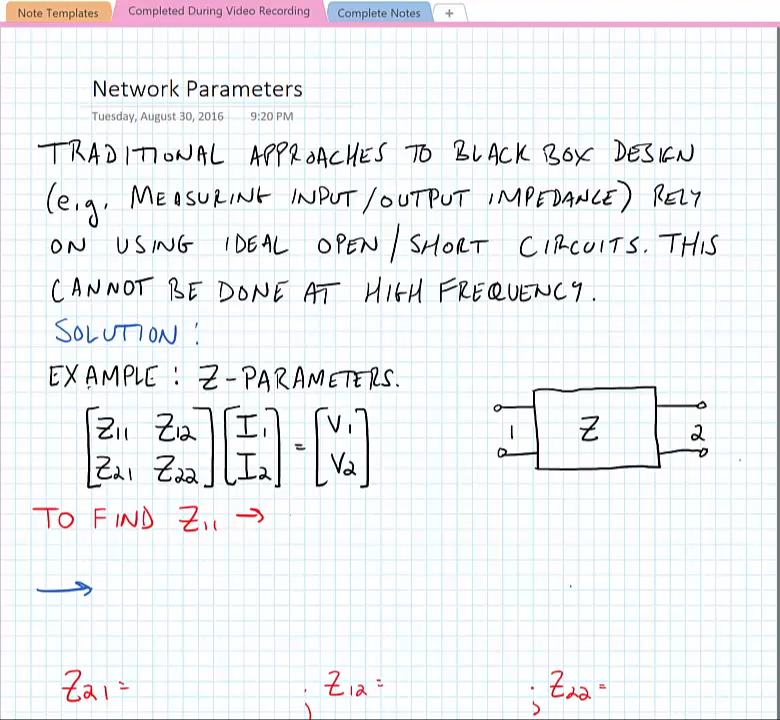 Note Templates Completed During Video Recording Complete Notes +
Network Parameters
Tuesday, August 30, 2016 9:20 PM
TRADITIONAL APPROACHES TO BLACK BOX DESIGN
(e.g. MEASURING INPUT/OUTPUT IMPEDANCE) RELY
ON USING IDEAL OPEN/SHORT CIRCUITS. THIS
CANNOT BE DONE AT HIGH FREQUENCY.
SOLUTION:
EXAMPLE: Z-PARAMETERS.
[Z11 Z12] [I1] = [V1]
[Z21 Z22] [I2] [V2]
1 Z 2
TO FIND Z11 →
→
Z21= ; Z12= ; Z22=